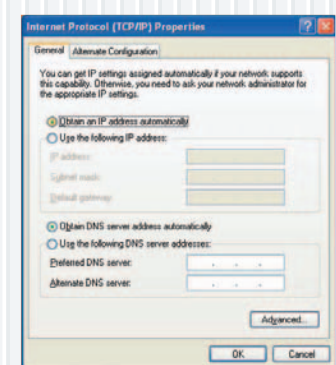 Internet Protocol (TCP/IP) Properties
General Alternate Configuration
You can get IP settings assigned automatically if your network supports
this capability. Otherwise, you need to ask your network administrator for
the appropriate IP settings.
Obtain an IP address automatically
Use the following IP address:
IP address:
Subnet mask:
Default gateway:
Obtain DNS server address automatically
Use the following DNS server addresses:
Preferred DNS server:
Alternate DNS server:
Advanced...
OK Cancel